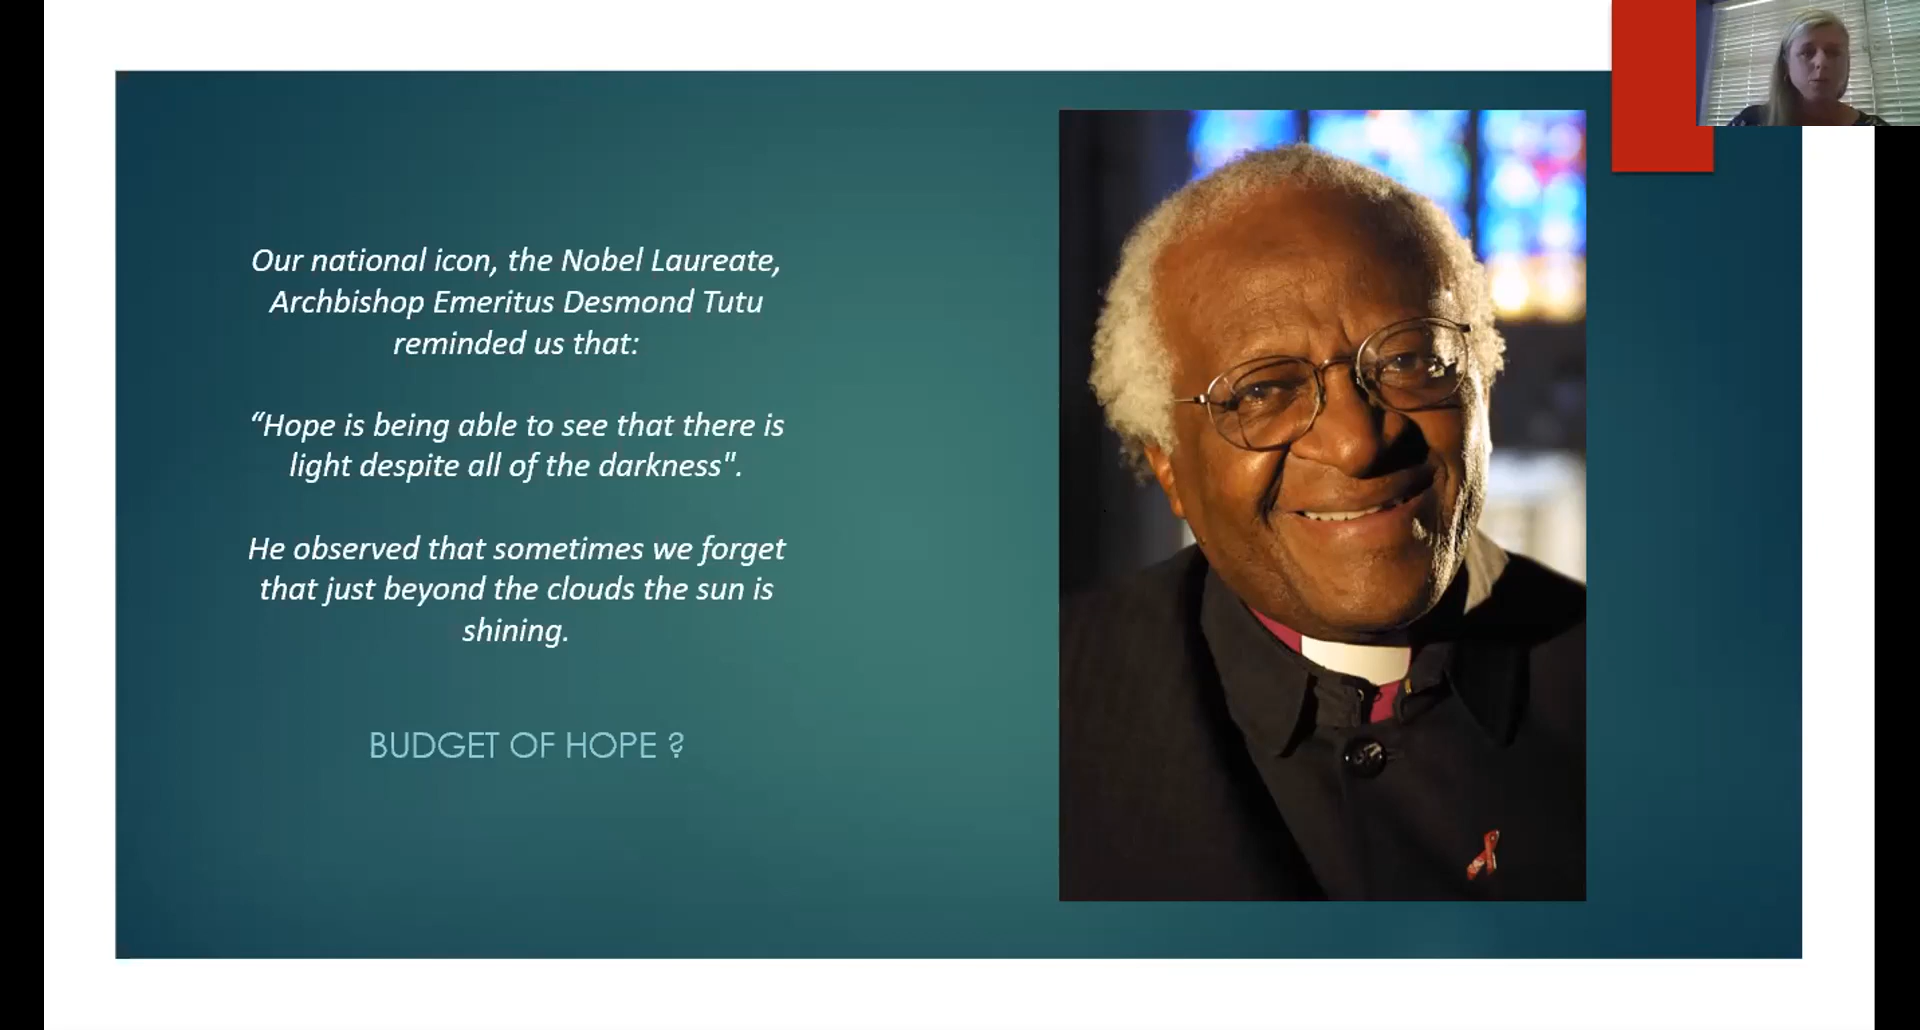 Our national icon, the Nobel Laureate,
Archbishop Emeritus Desmond Tutu
reminded us that:
“Hope is being able to see that there is
light despite all of the darkness".
He observed that sometimes we forget
that just beyond the clouds the sun is
shining.
BUDGET OF HOPE ?